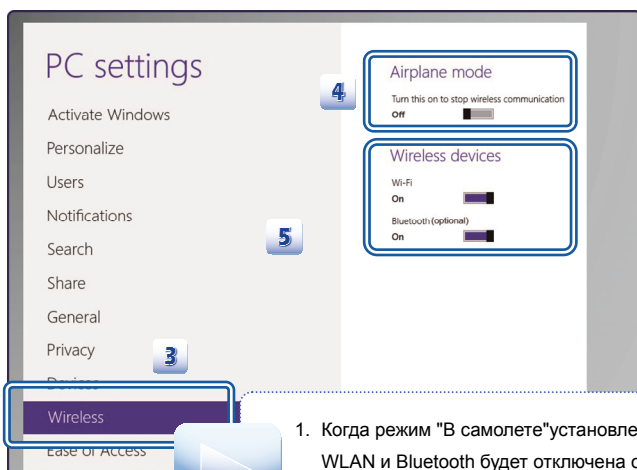 PC settings
Activate Windows
Personalize
Users
Notifications
Search
Share
General
Privacy
Devices
Wireless
Ease of Access
3
4
Airplane mode
Turn this on to stop wireless communication
Off
5
Wireless devices
Wi-Fi
On
Bluetooth (optional)
On
1. Когда режим "В самолете"установле
WLAN и Bluetooth будет отключена